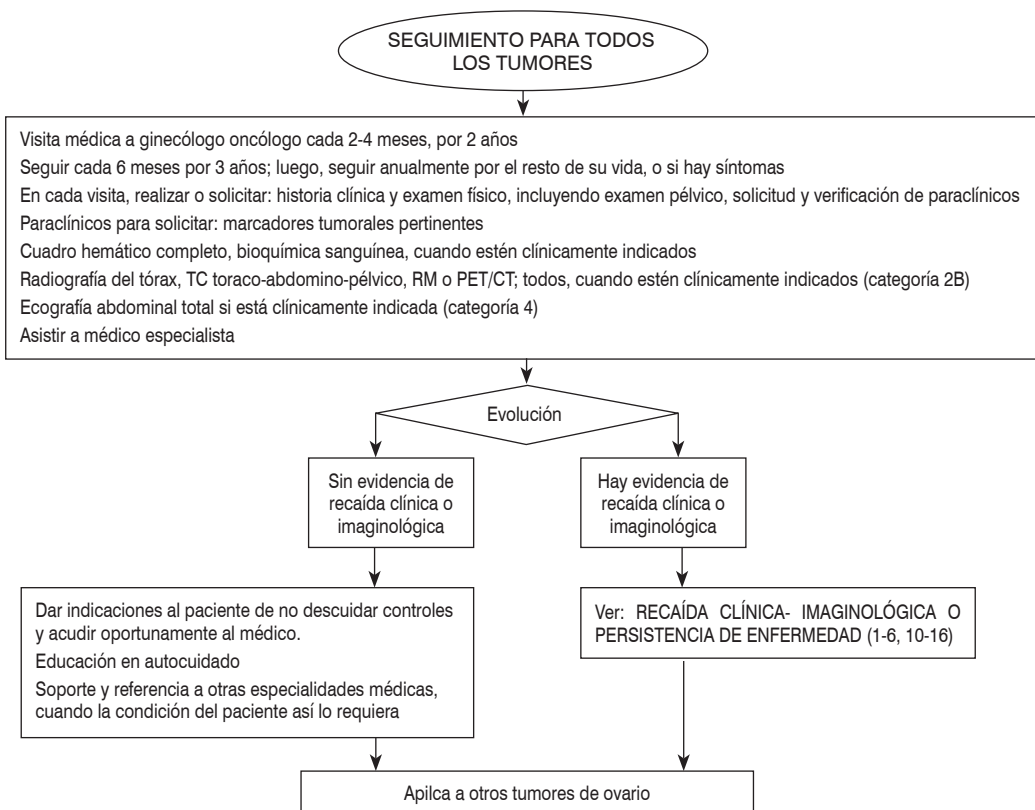 SEGUIMIENTO PARA TODOS
LOS TUMORES
Visita médica a ginecólogo oncólogo cada 2-4 meses, por 2 años
Seguir cada 6 meses por 3 años; luego, seguir anualmente por el resto de su vida, o si hay síntomas
En cada visita, realizar o solicitar: historia clínica y examen físico, incluyendo examen pélvico, solicitud y verificación de paraclínicos
Paraclínicos para solicitar: marcadores tumorales pertinentes
Cuadro hemático completo, bioquímica sanguínea, cuando estén clínicamente indicados
Radiografía del tórax, TC toraco-abdomino-pélvico, RM o PET/CT; todos, cuando estén clínicamente indicados (categoría 2B)
Ecografía abdominal total si está clínicamente indicada (categoría 4)
Asistir a médico especialista
Evolución
Sin evidencia de
recaída clínica o
imaginológica
Hay evidencia de
recaída clínica o
imaginológica
Dar indicaciones al paciente de no descuidar controles
y acudir oportunamente al médico.
Educación en autocuidado
Soporte y referencia a otras especialidades médicas,
cuando la condición del paciente así lo requiera
Ver: RECAÍDA CLÍNICA- IMAGINOLÓGICA O
PERSISTENCIA DE ENFERMEDAD (1-6, 10-16)
Apilca a otros tumores de ovario